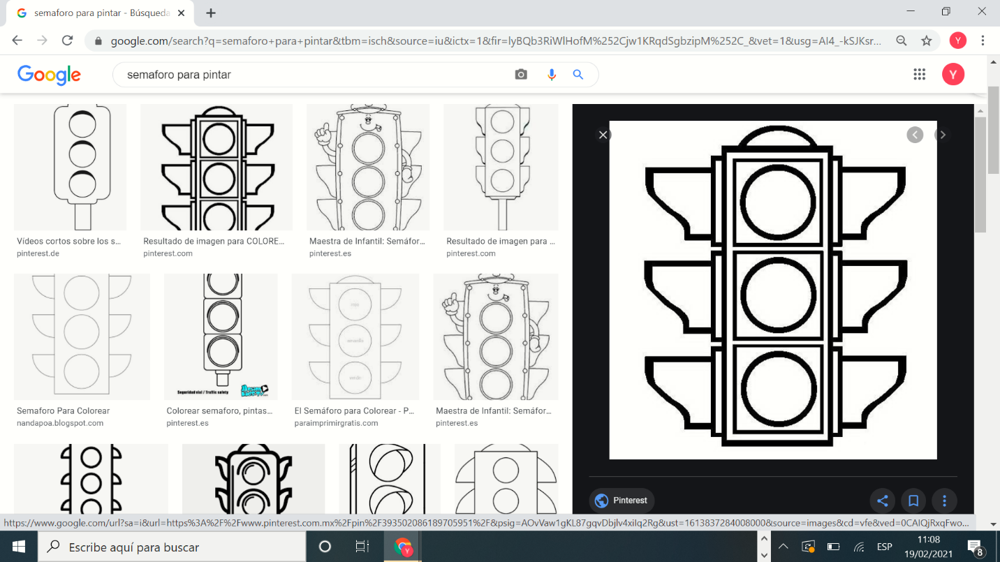 semaforo para pintar - Búsqueda
google.com/search?q=semaforo+para+pintar&tbm=isch&source=iu&ictx=1&fir=lyBQb3RiWlHofM%252Cjw1KRqdSgbzipM%252C_&vet=1&usg=AI4_-kSJKsr...
Y
Google
semaforo para pintar
Y
Vídeos cortos sobre los s...
pinterest.de
Resultado de imagen para COLORE...
pinterest.com
Maestra de Infantil: Semáfor...
pinterest.es
Resultado de imagen para ...
pinterest.com
rojo
amarillo
verde
Seguridad vial / Traffic safety
Semaforo Para Colorear
nandapoa.blogspot.com
Colorear semaforo, pintas...
pinterest.es
El Semáforo para Colorear - P...
paraimprimirgratis.com
Maestra de Infantil: Semáfor...
pinterest.es
Pinterest
https://www.google.com/url?sa=i&url=https%3A%2F%2Fwww.pinterest.com.mx%2Fpin%2F393502086189705951%2F&psig=AOvVaw1gKL87gqvDbjlv4xilq2Rg&ust=1613837284008000&source=images&cd=vfe&ved=0CAIQjRxqFwo...
Escribe aquí para buscar
Y
ESP
11:08
19/02/2021
8